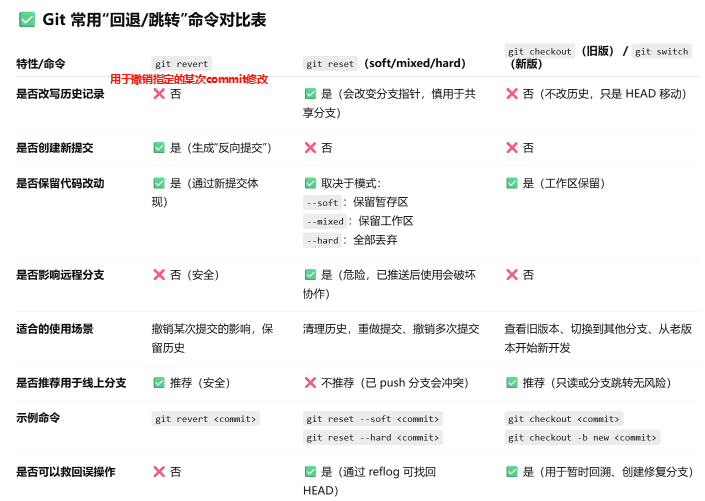 ✅ Git 常用“回退/跳转”命令对比表
git checkout （旧版） / git switch
特性/命令 git revert git reset （soft/mixed/hard） （新版）
用于撤销指定的某次commit修改
是否改写历史记录 ❌ 否 ✅ 是（会改变分支指针，慎用于共 ❌ 否（不改历史，只是 HEAD 移动）
享分支）
是否创建新提交 ✅ 是（生成“反向提交”） ❌ 否 ❌ 否
是否保留代码改动 ✅ 是（通过新提交体 ✅ 取决于模式： ✅ 是（工作区保留）
现） --soft ：保留暂存区
--mixed ：保留工作区
--hard ：全部丢弃
是否影响远程分支 ❌ 否（安全） ✅ 是（危险，已推送后使用会破坏 ❌ 否
协作）
适合的使用场景 撤销某次提交的影响，保 清理历史，重做提交、撤销多次提交 查看旧版本、切换到其他分支、从老版
留历史 本开始新开发
是否推荐用于线上分支 ✅ 推荐（安全） ❌ 不推荐（已 push 分支会冲突） ✅ 推荐（只读或分支跳转无风险）
示例命令 git revert <commit> git reset --soft <commit> git checkout <commit>
git reset --hard <commit> git checkout -b new <commit>
是否可以救回误操作 ❌ 否 ✅ 是（通过 reflog 可找回 ✅ 是（用于暂时回溯、创建修复分支）
HEAD）